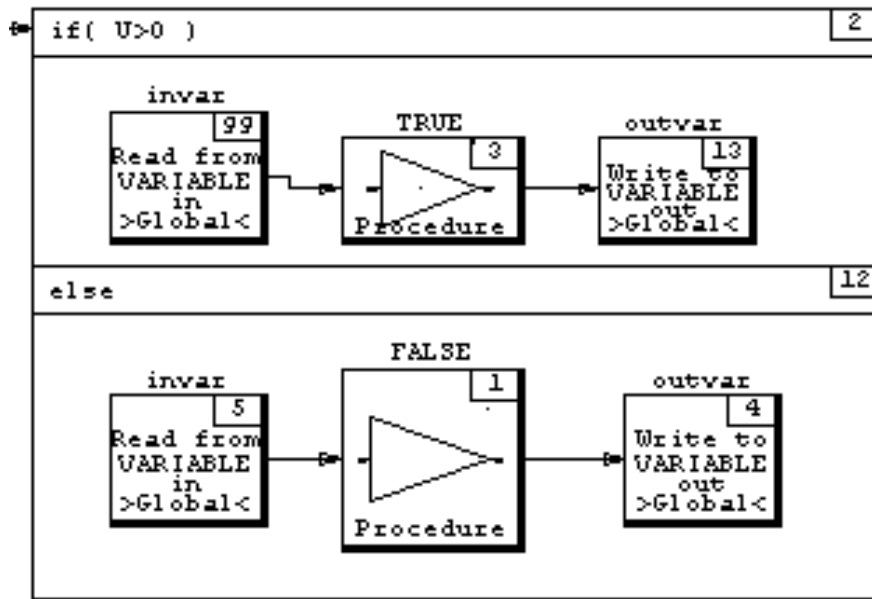 if( U>0 )
2
invar
99
Read from
VARIABLE
in
>Global<
TRUE
3
Procedure
outvar
13
Write to
VARIABLE
out
>Global<
else
12
invar
5
Read from
VARIABLE
in
>Global<
FALSE
1
Procedure
outvar
4
Write to
VARIABLE
out
>Global<